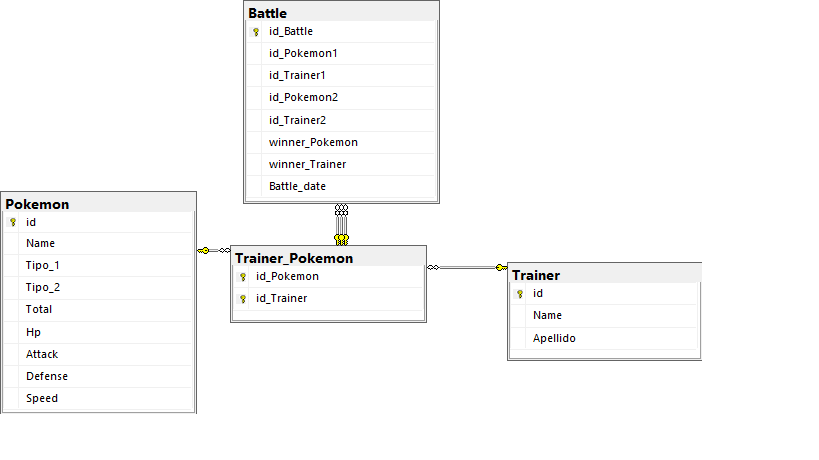 Battle
id_Battle
id_Pokemon1
id_Trainer1
id_Pokemon2
id_Trainer2
winner_Pokemon
winner_Trainer
Battle_date
Pokemon
id
Name
Tipo_1
Tipo_2
Total
Hp
Attack
Defense
Speed
Trainer_Pokemon
id_Pokemon
id_Trainer
Trainer
id
Name
Apellido